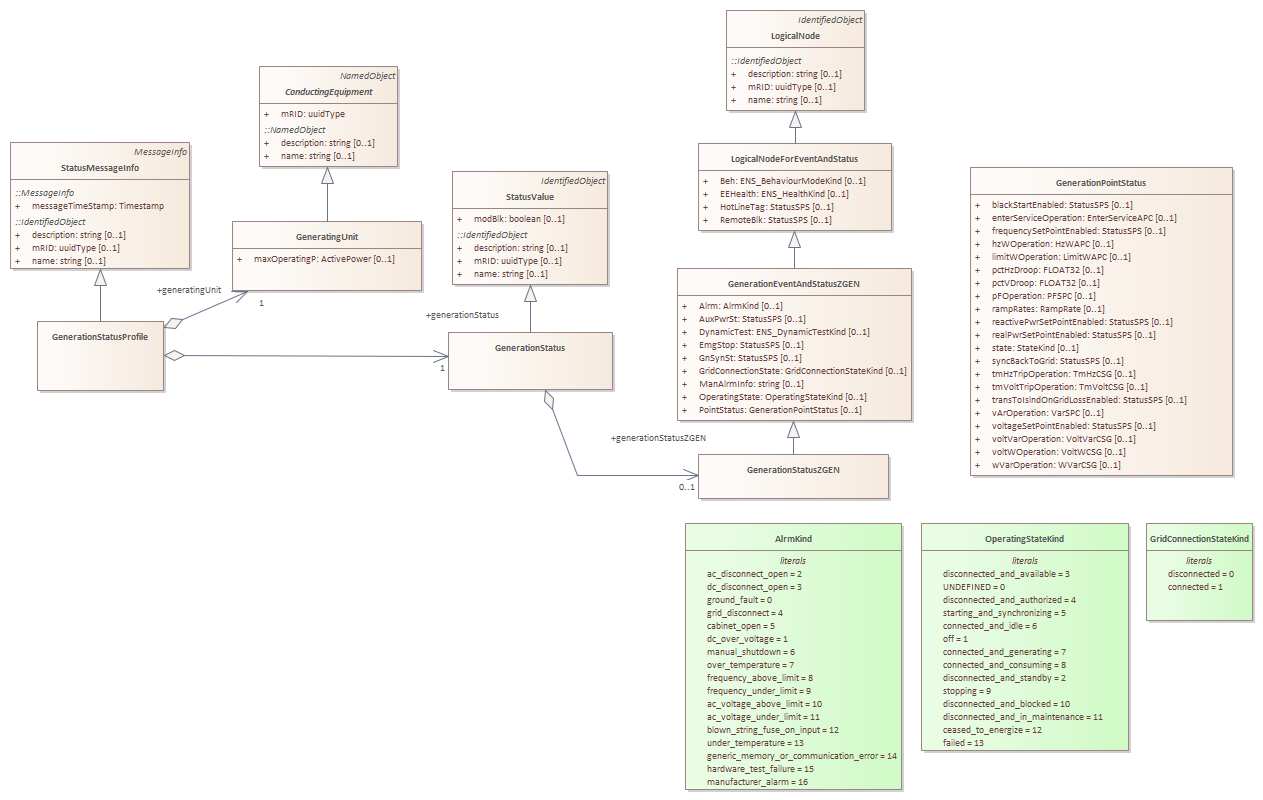 MessageInfo
StatusMessageInfo
::MessageInfo
+ messageTimeStamp: Timestamp
::IdentifiedObject
+ description: string [0..1]
+ mRID: uuidType [0..1]
+ name: string [0..1]
GenerationStatusProfile
NamedObject
ConductingEquipment
+ mRID: uuidType
::NamedObject
+ description: string [0..1]
+ name: string [0..1]
GeneratingUnit
+ maxOperatingP: ActivePower [0..1]
+generatingUnit
1
IdentifiedObject
StatusValue
+ modBlk: boolean [0..1]
::IdentifiedObject
+ description: string [0..1]
+ mRID: uuidType [0..1]
+ name: string [0..1]
+generationStatus
1
GenerationStatus
+generationStatusZGEN
0..1
IdentifiedObject
LogicalNode
::IdentifiedObject
+ description: string [0..1]
+ mRID: uuidType [0..1]
+ name: string [0..1]
LogicalNodeForEventAndStatus
+ Beh: ENS_BehaviourModeKind [0..1]
+ EEHealth: ENS_HealthKind [0..1]
+ HotLineTag: StatusSPS [0..1]
+ RemoteBlk: StatusSPS [0..1]
GenerationEventAndStatusZGEN
+ Alrm: AlrmKind [0..1]
+ AuxPwrSt: StatusSPS [0..1]
+ DynamicTest: ENS_DynamicTestKind [0..1]
+ EmgStop: StatusSPS [0..1]
+ GnSynSt: StatusSPS [0..1]
+ GridConnectionState: GridConnectionStateKind [0..1]
+ ManAlrmInfo: string [0..1]
+ OperatingState: OperatingStateKind [0..1]
+ PointStatus: GenerationPointStatus [0..1]
GenerationStatusZGEN
GenerationPointStatus
+ blackStartEnabled: StatusSPS [0..1]
+ enterServiceOperation: EnterServiceAPC [0..1]
+ frequencySetPointEnabled: StatusSPS [0..1]
+ hzWOperation: HzWAPC [0..1]
+ limitWOperation: LimitWAPC [0..1]
+ pctHzDroop: FLOAT32 [0..1]
+ pctVDroop: FLOAT32 [0..1]
+ pFOperation: PFSPC [0..1]
+ rampRates: RampRate [0..1]
+ reactivePwrSetPointEnabled: StatusSPS [0..1]
+ realPwrSetPointEnabled: StatusSPS [0..1]
+ state: StateKind [0..1]
+ syncBackToGrid: StatusSPS [0..1]
+ tmHzTripOperation: TmHzCSG [0..1]
+ tmVoltTripOperation: TmVoltCSG [0..1]
+ transToIslndOnGridLossEnabled: StatusSPS [0..1]
+ vArOperation: VarSPC [0..1]
+ voltageSetPointEnabled: StatusSPS [0..1]
+ voltVarOperation: VoltVarCSG [0..1]
+ voltWOperation: VoltWCSG [0..1]
+ wVarOperation: WVarCSG [0..1]
AlrmKind
literals
ac_disconnect_open = 2
dc_disconnect_open = 3
ground_fault = 0
grid_disconnect = 4
cabinet_open = 5
dc_over_voltage = 1
manual_shutdown = 6
over_temperature = 7
frequency_above_limit = 8
frequency_under_limit = 9
ac_voltage_above_limit = 10
ac_voltage_under_limit = 11
blown_string_fuse_on_input = 12
under_temperature = 13
generic_memory_or_communication_error = 14
hardware_test_failure = 15
manufacturer_alarm = 16
OperatingStateKind
literals
disconnected_and_available = 3
UNDEFINED = 0
disconnected_and_authorized = 4
starting_and_synchronizing = 5
connected_and_idle = 6
off = 1
connected_and_generating = 7
connected_and_consuming = 8
disconnected_and_standby = 2
stopping = 9
disconnected_and_blocked = 10
disconnected_and_in_maintenance = 11
ceased_to_energize = 12
failed = 13
GridConnectionStateKind
literals
disconnected = 0
connected = 1